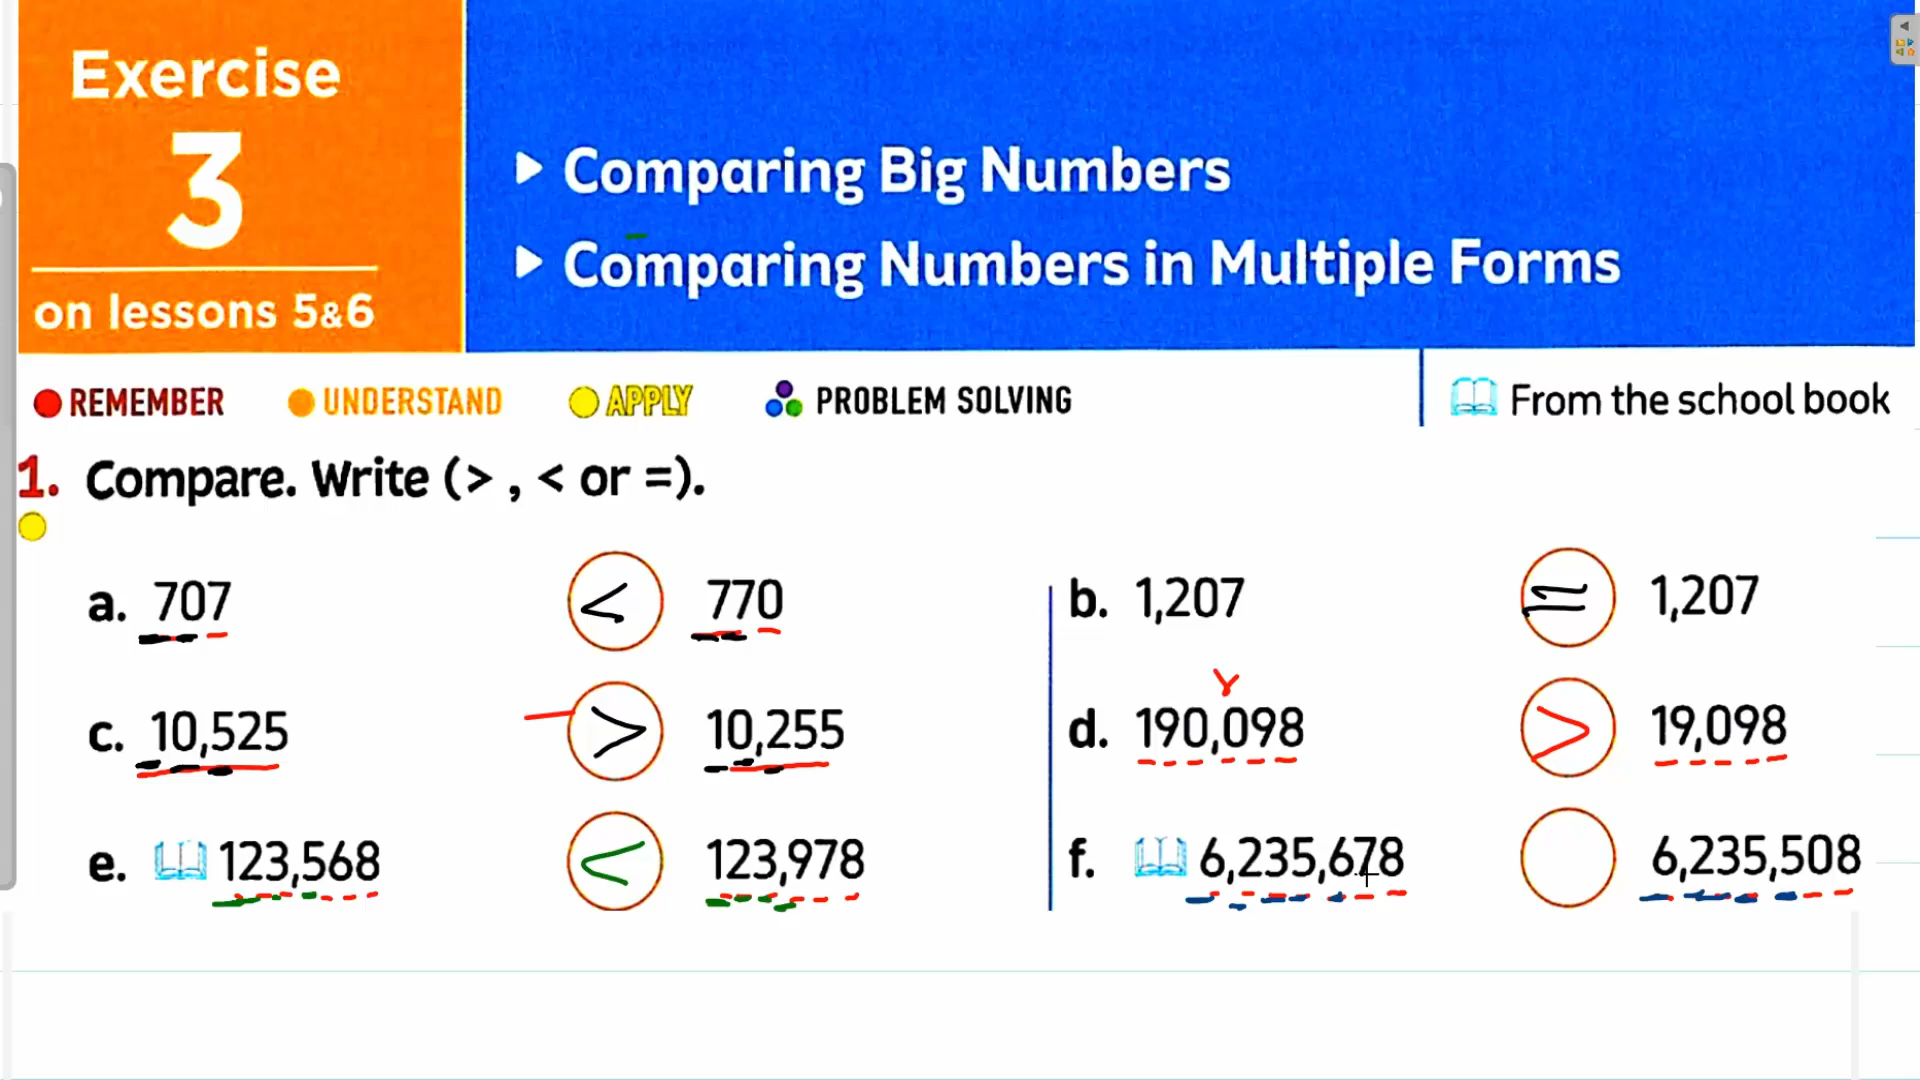 Exercise
3
on lessons 5&6
Comparing Big Numbers
Comparing Numbers in Multiple Forms
REMEMBER UNDERSTAND APPLY PROBLEM SOLVING From the school book
1. Compare. Write (> , < or =).
a. 707 < 770 b. 1,207 = 1,207
c. 10,525 > 10,255 d. 190,098 > 19,098
e. 123,568 < 123,978 f. 6,235,678 6,235,508